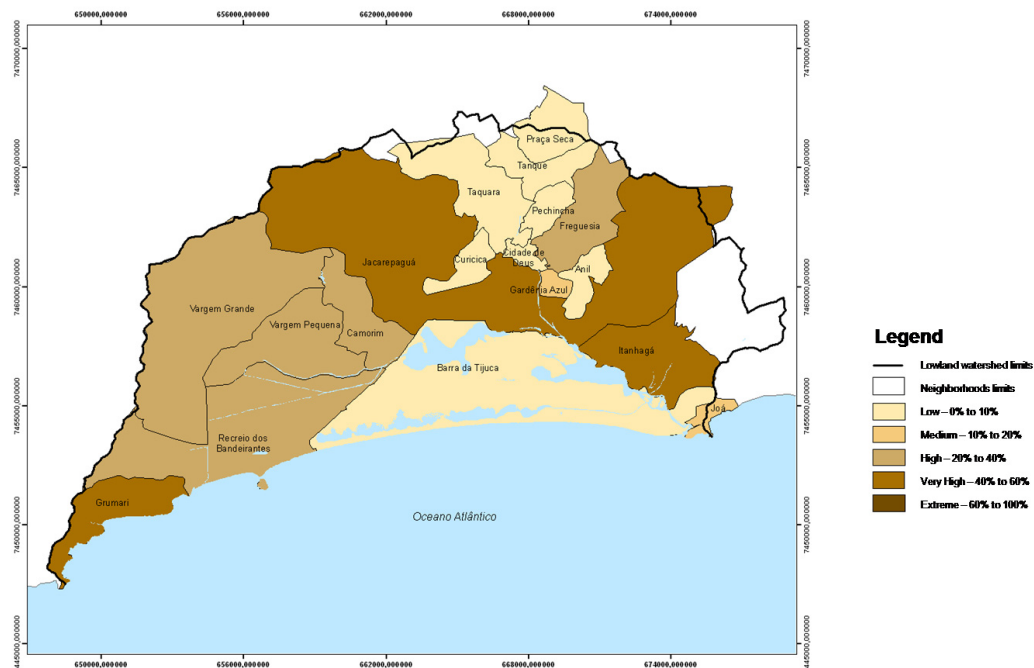 650000,000000
656000,000000
662000,000000
668000,000000
674000,000000
7470000,000000
7470000,000000
Praça Seca
Tanque
7465000,000000
7465000,000000
Taquara
Pechincha
Freguesia
Cidade de
Deus
Curicica
Jacarepaguá
Anil
7460000,000000
7460000,000000
Gardênia Azul
Vargem Grande
Vargem Pequena
Camorim
Itanhagá
Barra da Tijuca
Joá
7455000,000000
7455000,000000
Recreio dos
Bandeirantes
Grumari
Oceano Atlântico
7450000,000000
7450000,000000
4450000,000000
4450000,000000
650000,000000
656000,000000
662000,000000
668000,000000
674000,000000
Legend
Lowland watershed limits
Neighborhoods limits
Low – 0% to 10%
Medium – 10% to 20%
High – 20% to 40%
Very High – 40% to 60%
Extreme – 60% to 100%